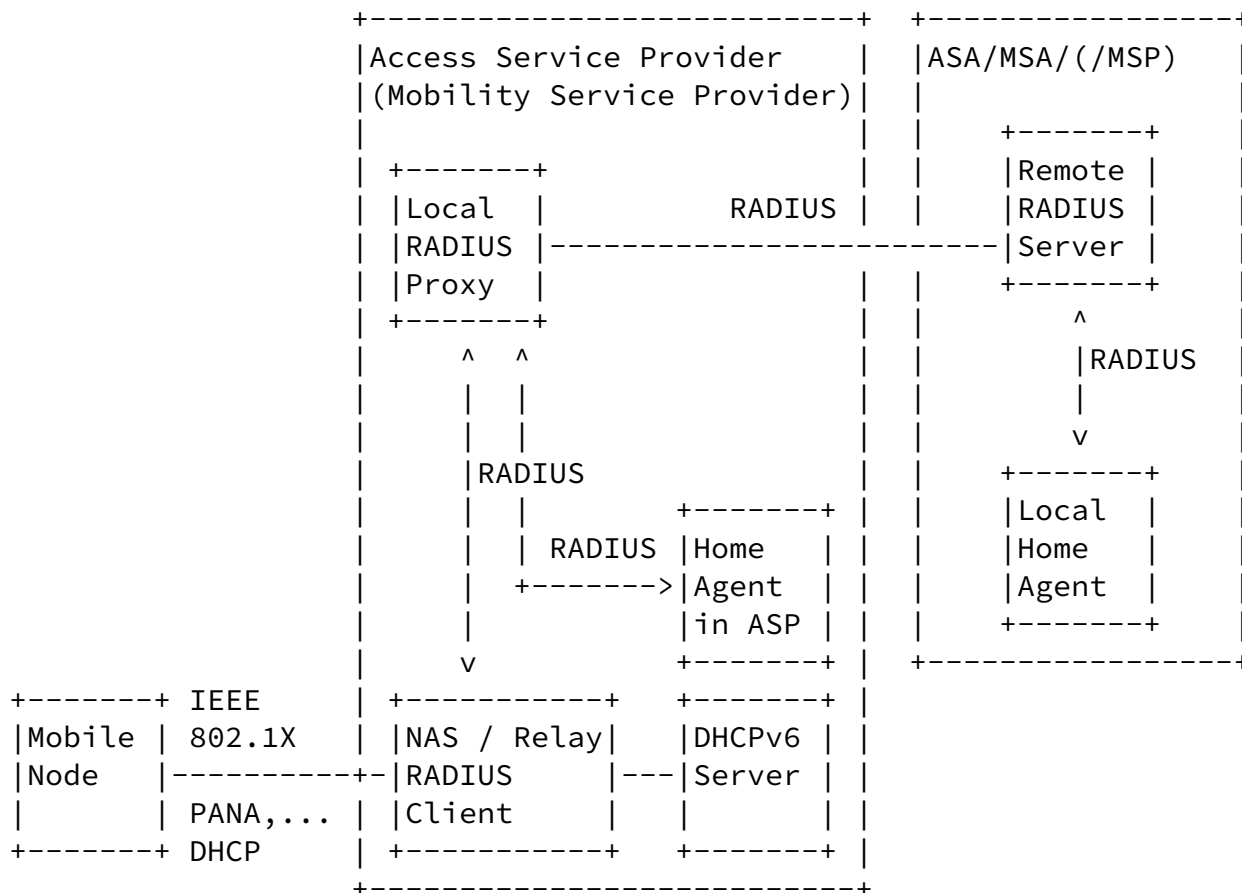 Access Service Provider
(Mobility Service Provider)
ASA/MSA/(/MSP)
Remote
RADIUS
Server
Local
RADIUS
Proxy
RADIUS
RADIUS
RADIUS
RADIUS
Home
Agent
in ASP
Local
Home
Agent
Mobile
Node
IEEE
802.1X
PANA,...
DHCP
NAS / Relay
RADIUS
Client
DHCPv6
Server